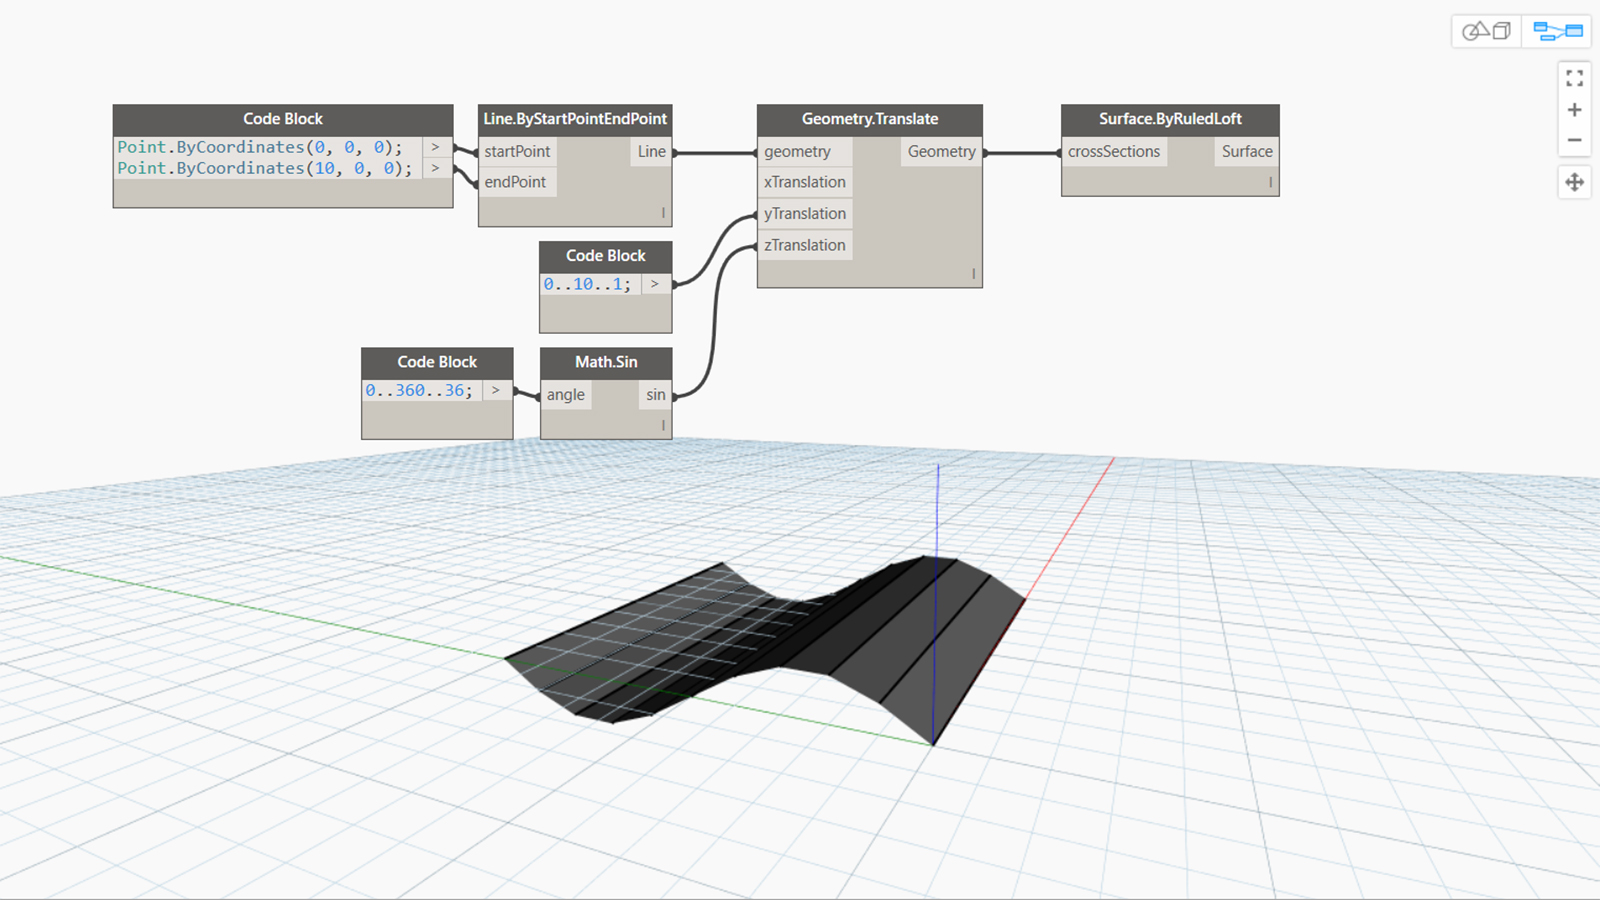 Code Block
Point.ByCoordinates(0, 0, 0); >
Point.ByCoordinates(10, 0, 0); >
Line.ByStartPointEndPoint
startPoint Line
endPoint
l
Geometry.Translate
geometry Geometry
xTranslation
yTranslation
zTranslation
l
Surface.ByRuledLoft
crossSections Surface
l
Code Block
0..10..1; >
Code Block
0..360..36; >
Math.Sin
angle sin
l